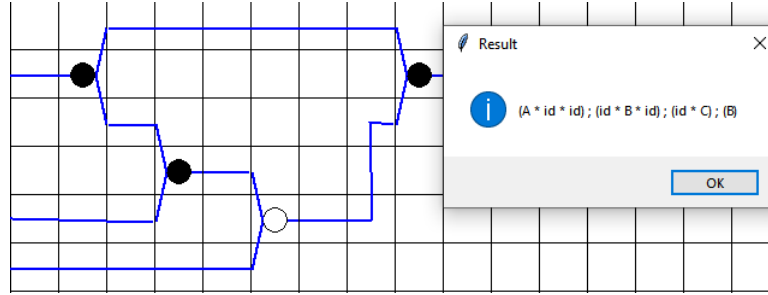 Result
(A * id * id) ; (id * B * id) ; (id * C) ; (B)
OK